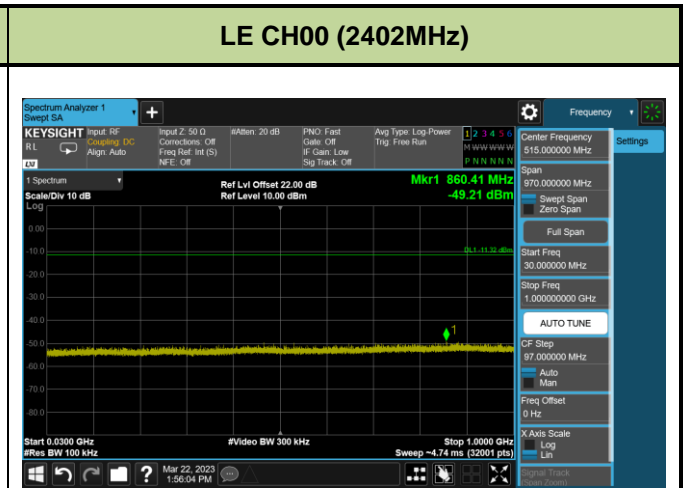 LE CH00 (2402MHz)
Spectrum Analyzer 1
Swept SA
+
Frequency
KEYSIGHT
RL
LXI
Input: RF
Coupling: DC
Align: Auto
Input Z: 50 Ω
Corrections: Off
Freq Ref: Int (S)
NFE: Off
#Atten: 20 dB
PNO: Fast
Gate: Off
IF Gain: Low
Sig Track: Off
Avg Type: Log-Power
Trig: Free Run
1 2 3 4 5 6
M W W W W W
P N N N N N
Center Frequency
515.000000 MHz
Settings
1 Spectrum
Scale/Div 10 dB
Log
Ref Lvl Offset 22.00 dB
Ref Level 10.00 dBm
Mkr1 860.41 MHz
-49.21 dBm
0.00
-10.0
-20.0
-30.0
-40.0
-50.0
-60.0
-70.0
-80.0
DL1 -11.32 dBm
1
Start 0.0300 GHz
#Res BW 100 kHz
#Video BW 300 kHz
Stop 1.0000 GHz
Sweep ~4.74 ms (32001 pts)
Span
970.000000 MHz
Swept Span
Zero Span
Full Span
Start Freq
30.000000 MHz
Stop Freq
1.000000000 GHz
AUTO TUNE
CF Step
97.000000 MHz
Auto
Man
Freq Offset
0 Hz
X Axis Scale
Log
Lin
Signal Track
(Span Zoom)
?
Mar 22, 2023
1:56:04 PM